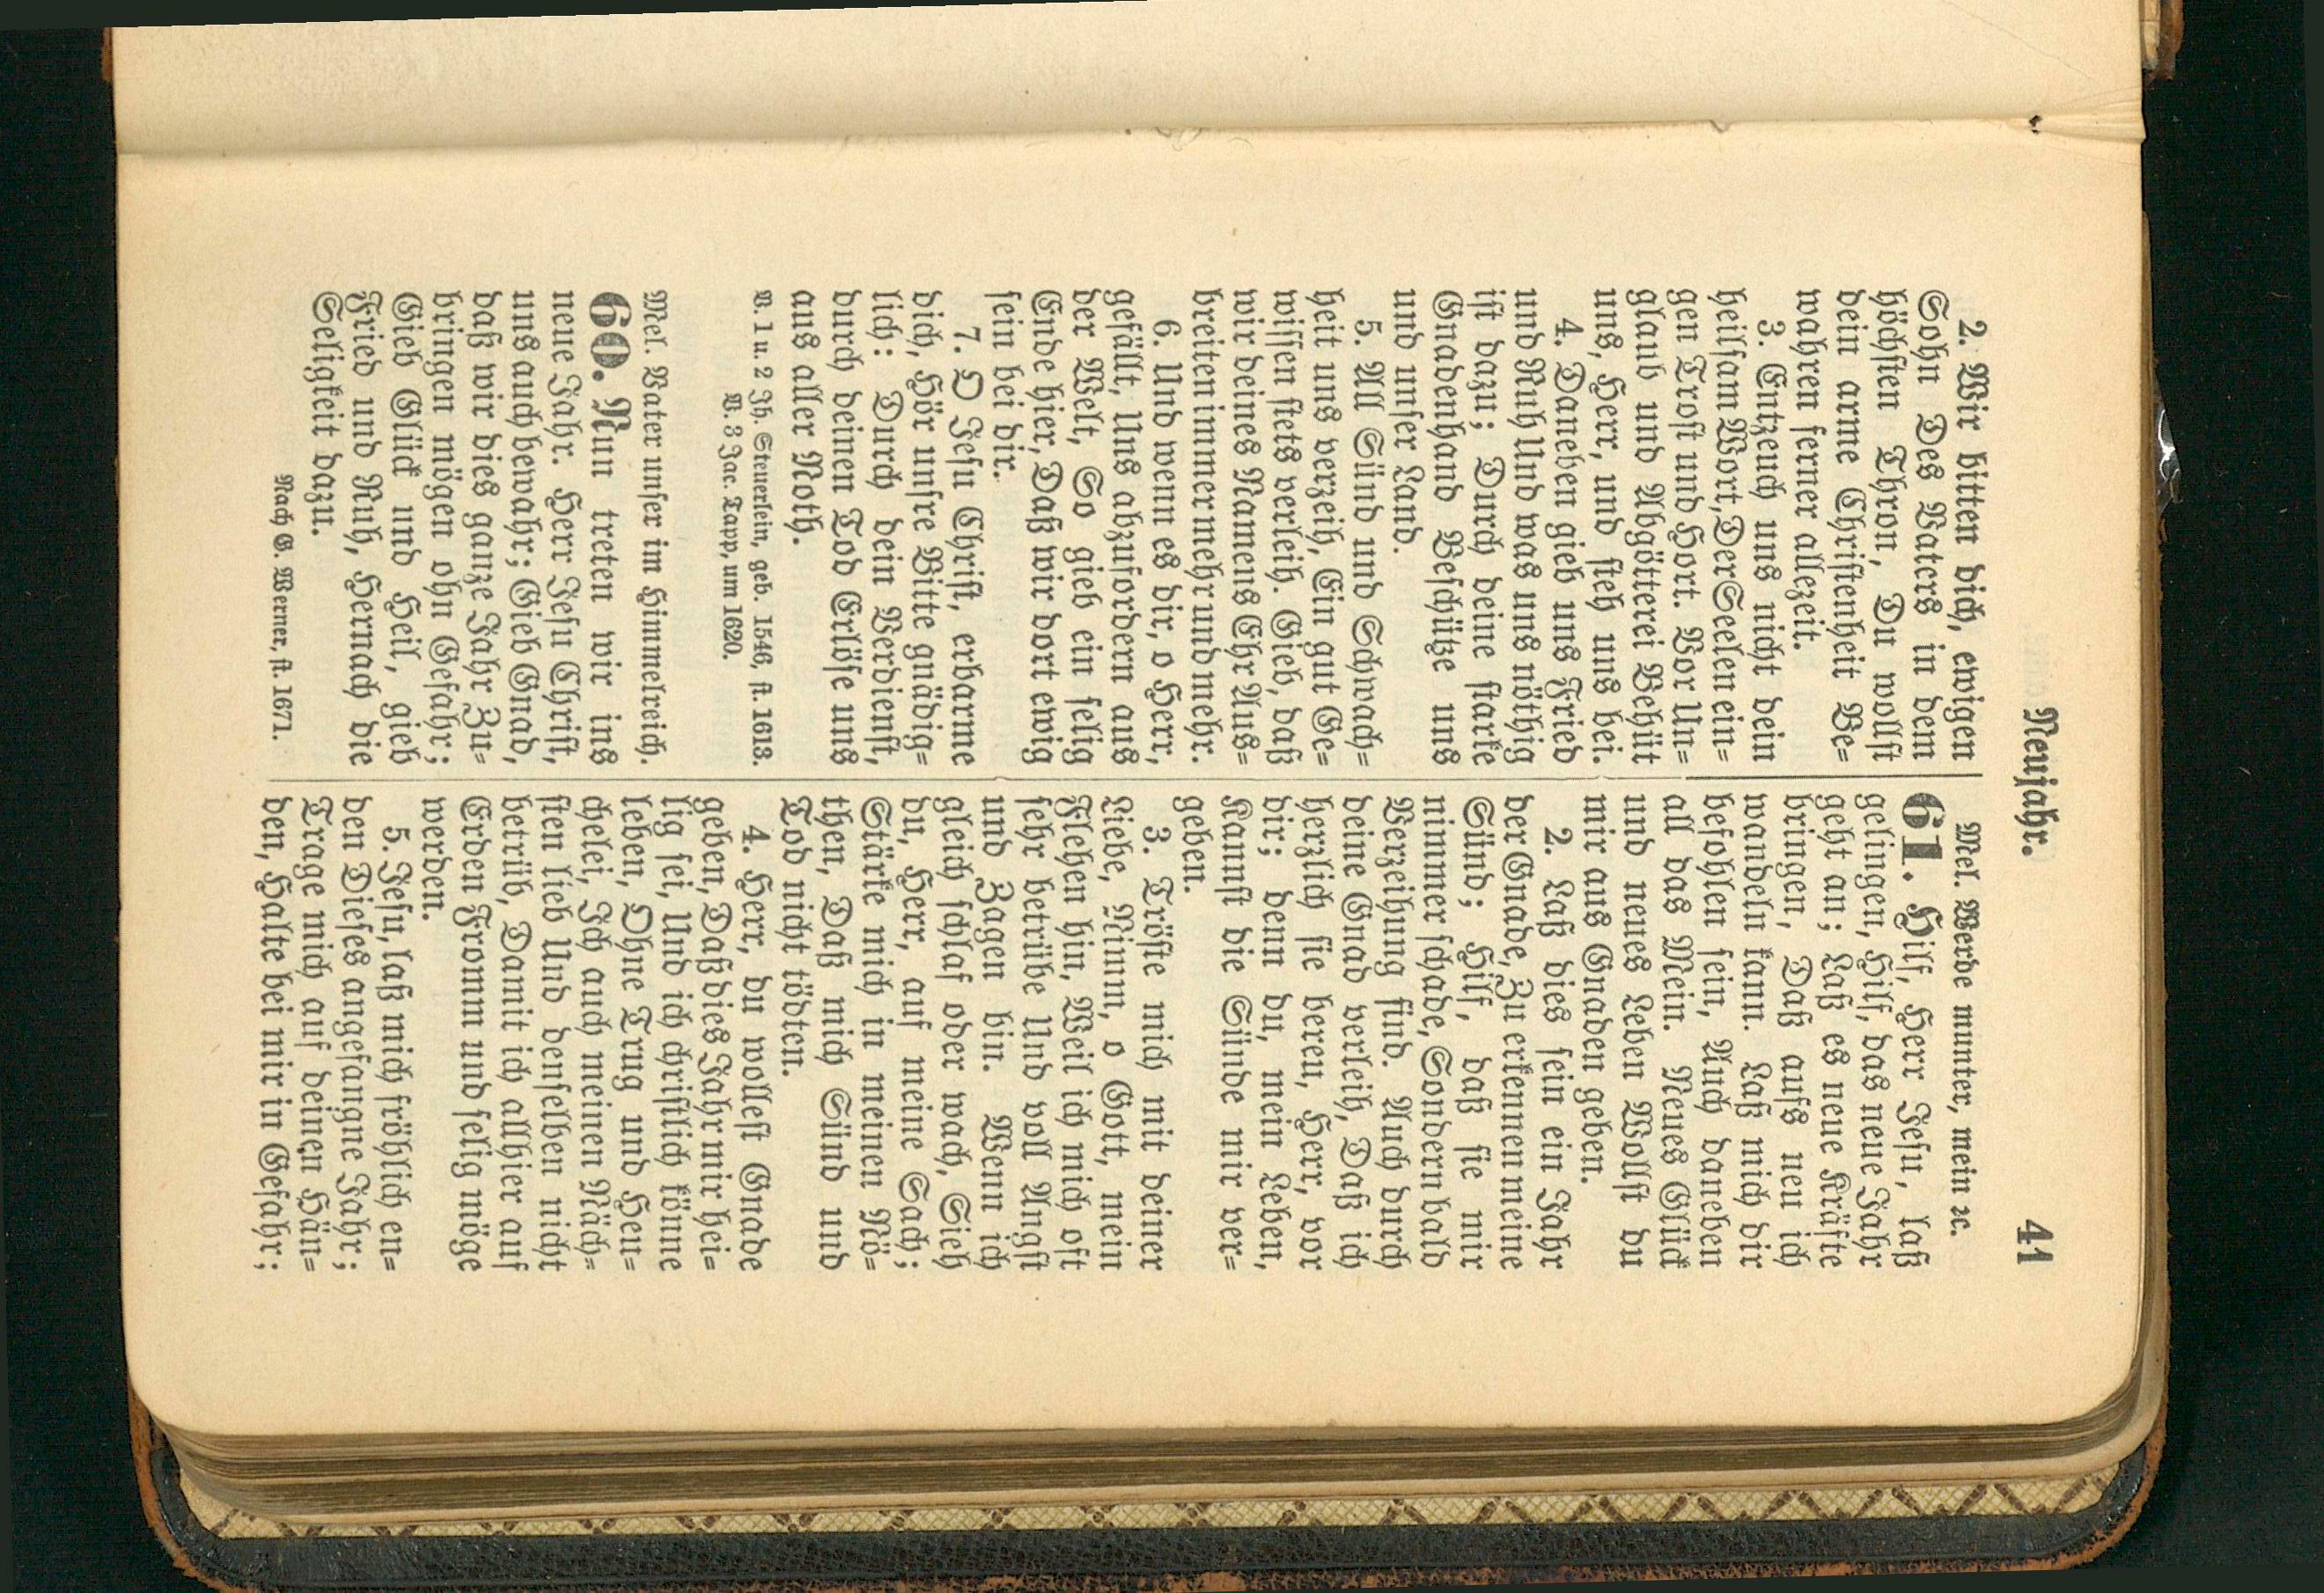 Neujahr.
41
2. Wir bitten dich, ewigen
Sohn Des Vaters in dem
höchsten Thron, Du wollst
dein arme Christenheit Be=
wahren ferner allezeit.
3. Entzeuch uns nicht dein
heilsam Wort, Der Seelen ein=
gen Trost und Hort. Vor Un=
glaub und Abgötterei Behüt
uns, Herr, und steh uns bei.
4. Daneben gieb uns Fried
und Ruh Und was uns nöthig
ist dazu; Durch deine starke
Gnadenhand Beschütze uns
und unser Land.
5. All Sünd und Schwach=
heit uns verzeih, Ein gut Ge=
wissen stets verleih. Gieb, daß
wir deines Namens Ehr Aus=
breiten immermehr und mehr.
6. Und wenn es dir, o Herr,
gefällt, Uns abzufordern aus
der Welt, So gieb ein selig
Ende hier, Daß wir dort ewig
sein bei dir.
7. O Jesu Christ, erbarme
dich, Hör unsre Bitte gnädig=
lich: Durch dein Verdienst,
durch deinen Tod Erlöse uns
aus aller Noth.
V. 1 u. 2 Jh. Steuerlein, geb. 1546, st. 1613.
V. 3 Jac. Tapp, um 1620.
Mel. Vater unser im Himmelreich.
60. Nun treten wir ins
neue Jahr. Herr Jesu Christ,
uns auch bewahr; Gieb Gnad,
daß wir dies ganze Jahr Zu=
bringen mögen ohn Gefahr;
Gieb Glück und Heil, gieb
Fried und Ruh, Hernach die
Seligkeit dazu.
Nach G. Werner, st. 1671.
Mel. Werde munter, mein ꝛc.
61. Hilf, Herr Jesu, laß
gelingen, Hilf, das neue Jahr
geht an; Laß es neue Kräfte
bringen, Daß aufs neu ich
wandeln kann. Laß mich dir
befohlen sein, Auch daneben
all das Mein. Neues Glück
und neues Leben Wollst du
mir aus Gnaden geben.
2. Laß dies sein ein Jahr
der Gnade, Zu erkennen meine
Sünd; Hilf, daß sie mir
nimmer schade, Sondern bald
Verzeihung find. Auch durch
deine Gnad verleih, Daß ich
herzlich sie bereu, Herr, vor
dir; denn du, mein Leben,
Kannst die Sünde mir ver=
geben.
3. Tröste mich mit deiner
Liebe, Nimm, o Gott, mein
Flehen hin, Weil ich mich oft
sehr betrübe Und voll Angst
und Zagen bin. Wenn ich
gleich schlaf oder wach, Sieh
du, Herr, auf meine Sach;
Stärke mich in meinen Nö=
then, Daß mich Sünd und
Tod nicht tödten.
4. Herr, du wollest Gnade
geben, Daß dies Jahr mir hei=
lig sei, Und ich christlich könne
leben, Ohne Trug und Heu=
chelei, Ich auch meinen Näch=
sten lieb Und denselben nicht
betrüb, Damit ich allhier auf
Erden Fromm und selig möge
werden.
5. Jesu, laß mich fröhlich en=
den Dieses angefangne Jahr;
Trage mich auf deinen Hän=
den, Halte bei mir in Gefahr;